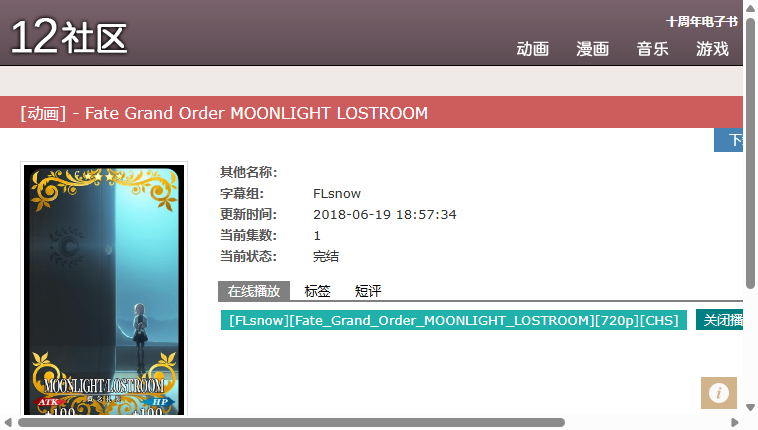 12社区
十周年电子书
动画 漫画 音乐 游戏
[动画] - Fate Grand Order MOONLIGHT LOSTROOM
其他名称:
字幕组: FLsnow
更新时间: 2018-06-19 18:57:34
当前集数: 1
当前状态: 完结
在线播放 标签 短评
[FLsnow][Fate_Grand_Order_MOONLIGHT_LOSTROOM][720p][CHS] 关闭播
MOONLIGHT/LOSTROOM
ATK HP
+100 +100